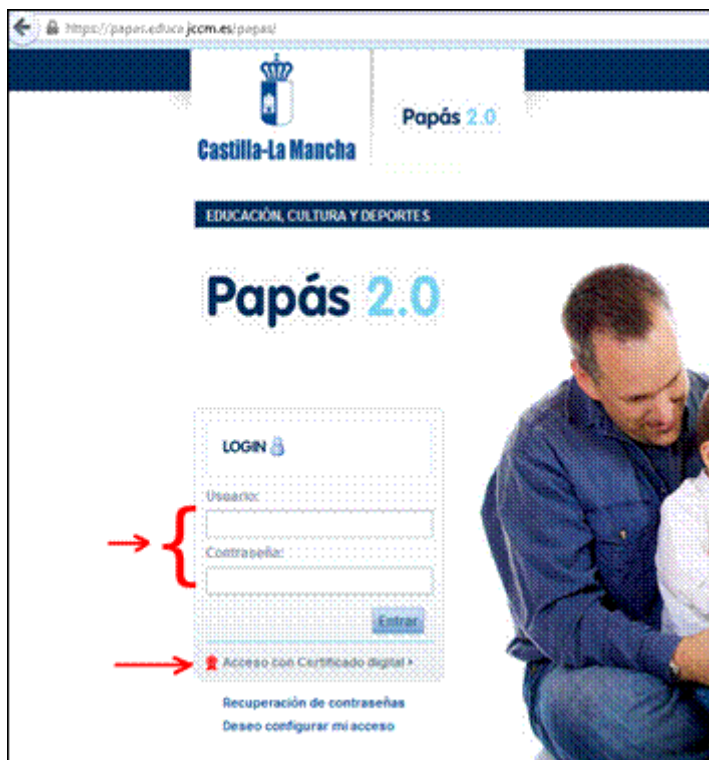 https://papas.educa.jccm.es/papas/
Castilla-La Mancha
Papás 2.0
EDUCACIÓN, CULTURA Y DEPORTES
Papás 2.0
LOGIN
Usuario:
Contraseña:
Entrar
Acceso con Certificado digital
Recuperación de contraseñas
Deseo configurar mi acceso